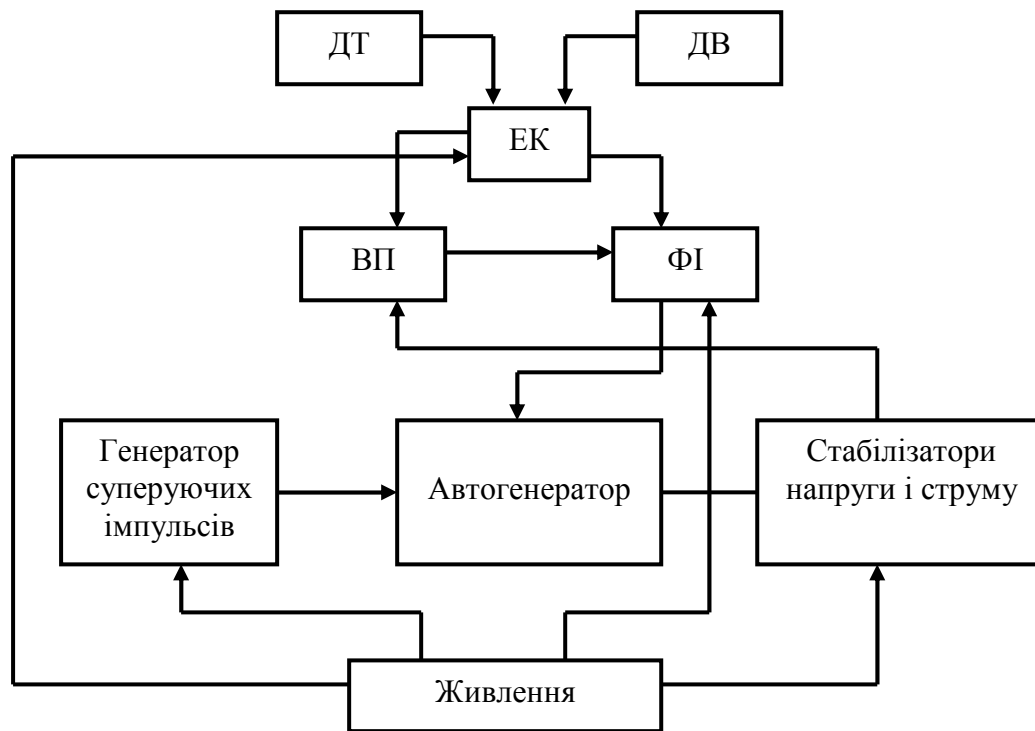 ДТ
ДВ
ЕК
ВП
ФІ
Генератор
суперуючих
імпульсів
Автогенератор
Стабілізатори
напруги і струму
Живлення